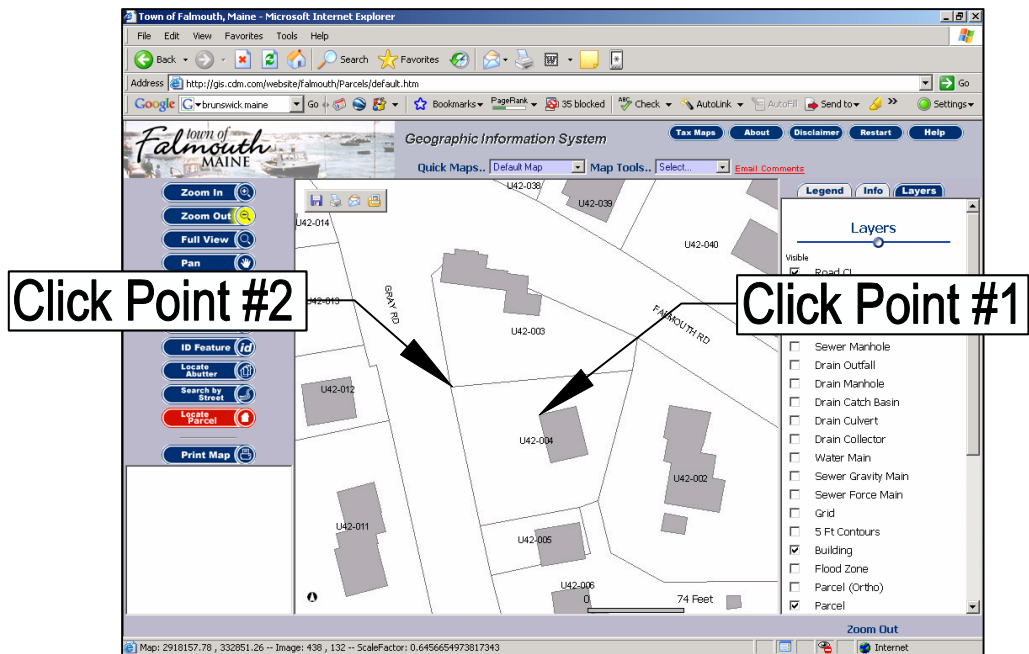 Town of Falmouth, Maine - Microsoft Internet Explorer
File Edit View Favorites Tools Help
Back Search Favorites
Address http://gis.cdm.com/website/falmouth/Parcels/default.htm Go
Google G brunswick maine Go Bookmarks PageRank 35 blocked ABC Check AutoLink AutoFill Send to » Settings
town of
Falmouth
MAINE
Geographic Information System
Tax Maps About Disclaimer Restart Help
Quick Maps.. Default Map Map Tools.. Select... Email Comments
Zoom In
Zoom Out
Full View
Pan
ID Feature id
Locate
Abutter
Search by
Street
Locate
Parcel
Print Map
Click Point #2
Click Point #1
U42-038
U42-039
U42-014
U42-040
U42-013
GRAY RD
FALMOUTH RD
U42-003
U42-012
U42-004
U42-002
U42-011
U42-005
U42-006
0 74 Feet
Legend Info Layers
Layers
Visible
Road CL
Sewer Manhole
Drain Outfall
Drain Manhole
Drain Catch Basin
Drain Culvert
Drain Collector
Water Main
Sewer Gravity Main
Sewer Force Main
Grid
5 Ft Contours
Building
Flood Zone
Parcel (Ortho)
Parcel
Zoom Out
Map: 2918157.78 , 332851.26 -- Image: 438 , 132 -- ScaleFactor: 0.6456654973817343
Internet